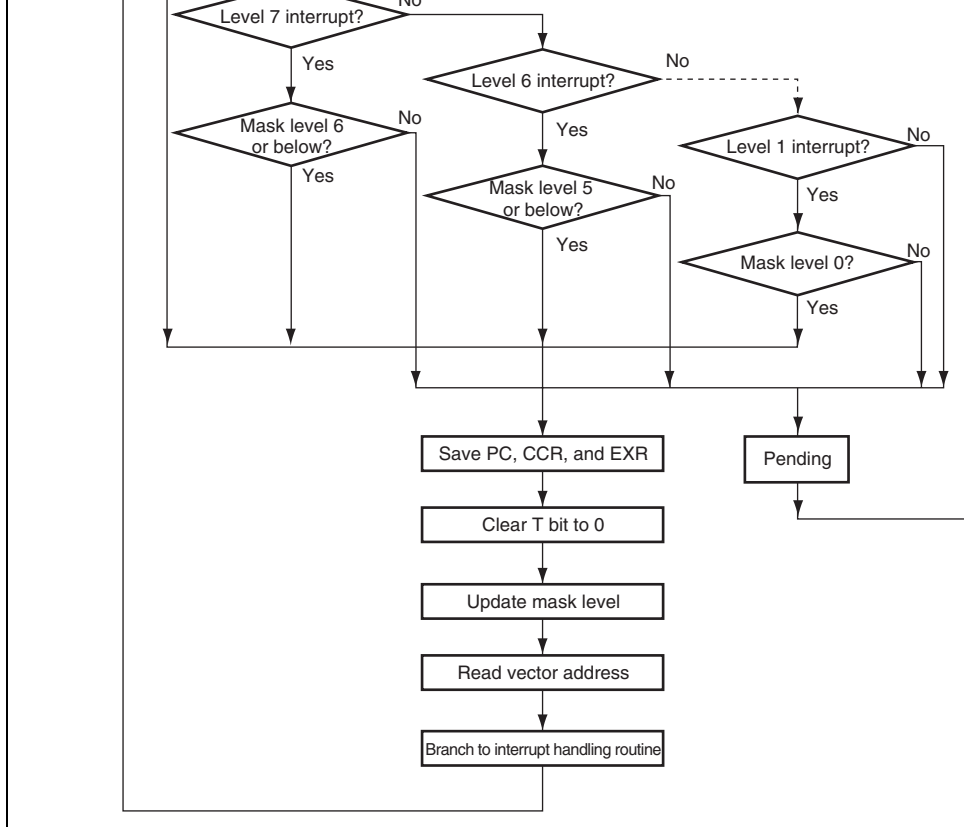 No
Level 7 interrupt?
Yes
No
Level 6 interrupt?
Mask level 6
or below?
No
Yes
Level 1 interrupt?
No
Yes
Mask level 5
or below?
No
Yes
Yes
Mask level 0?
No
Yes
Save PC, CCR, and EXR
Pending
Clear T bit to 0
Update mask level
Read vector address
Branch to interrupt handling routine